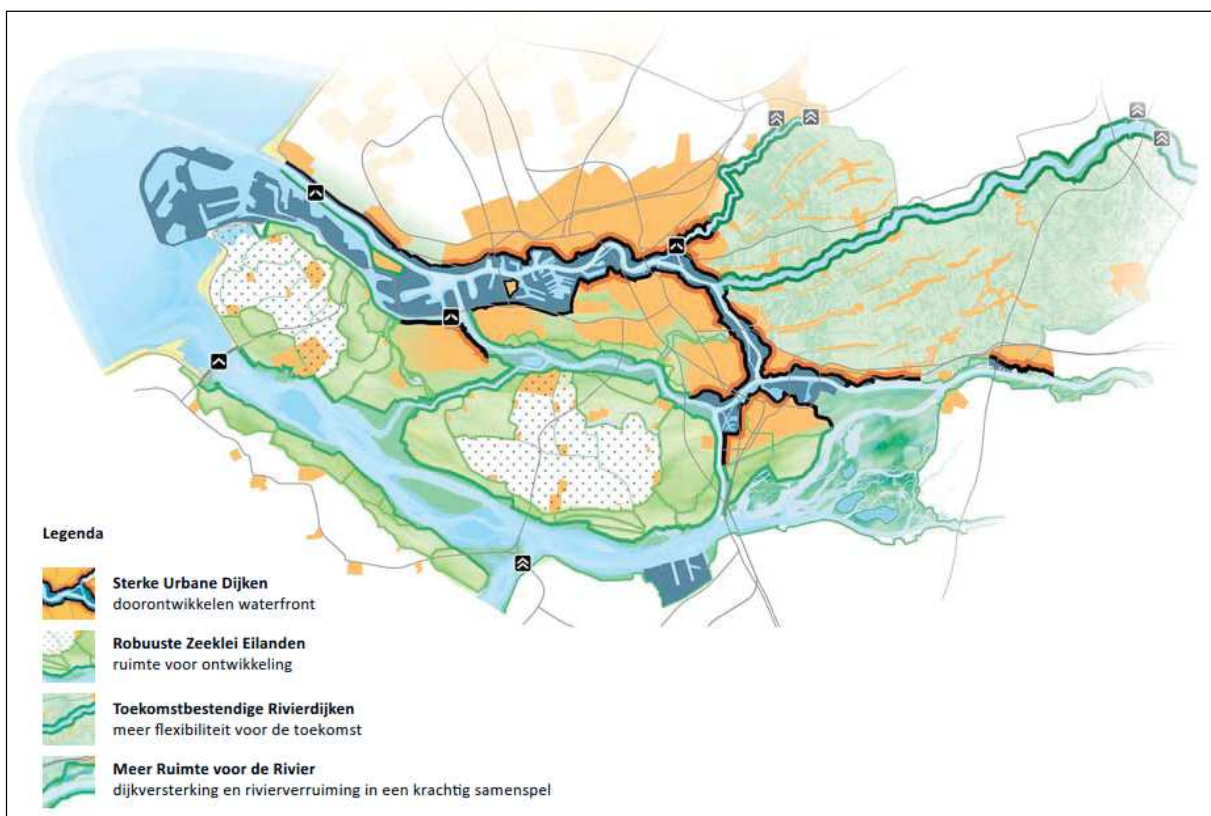 Legenda
Sterke Urbane Dijken
doorontwikkelen waterfront
Robuuste Zeeklei Eilanden
ruimte voor ontwikkeling
Toekomstbestendige Rivierdijken
meer flexibiliteit voor de toekomst
Meer Ruimte voor de Rivier
dijkversterking en rivierverruiming in een krachtig samenspel